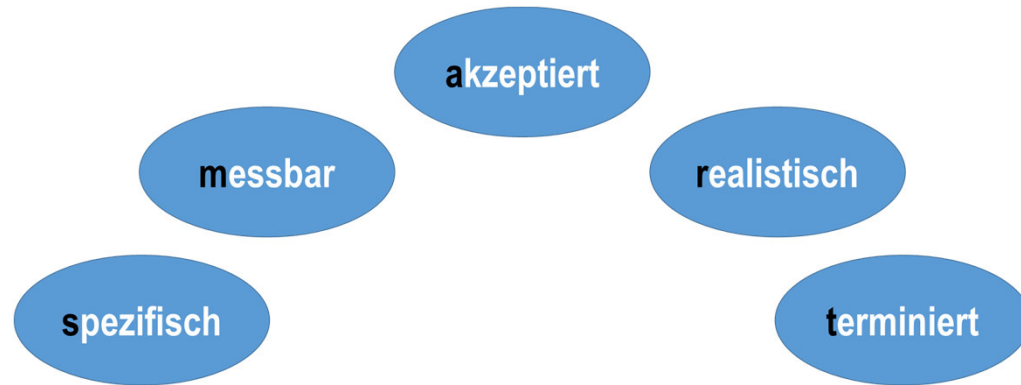 spezifisch
messbar
akzeptiert
realistisch
terminiert